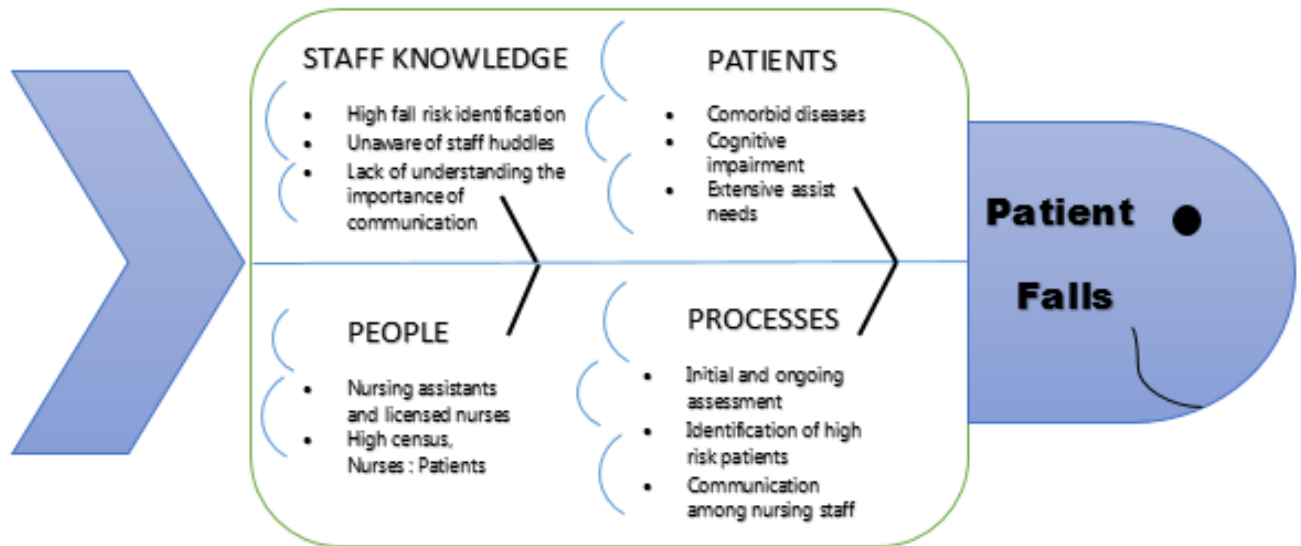 STAFF KNOWLEDGE
• High fall risk identification
• Unaware of staff huddles
• Lack of understanding the
importance of
communication
PATIENTS
• Comorbid diseases
• Cognitive
impairment
• Extensive assist
needs
PEOPLE
• Nursing assistants
and licensed nurses
• High census,
Nurses : Patients
PROCESSES
• Initial and ongoing
assessment
• Identification of high
risk patients
• Communication
among nursing staff
Patient
Falls